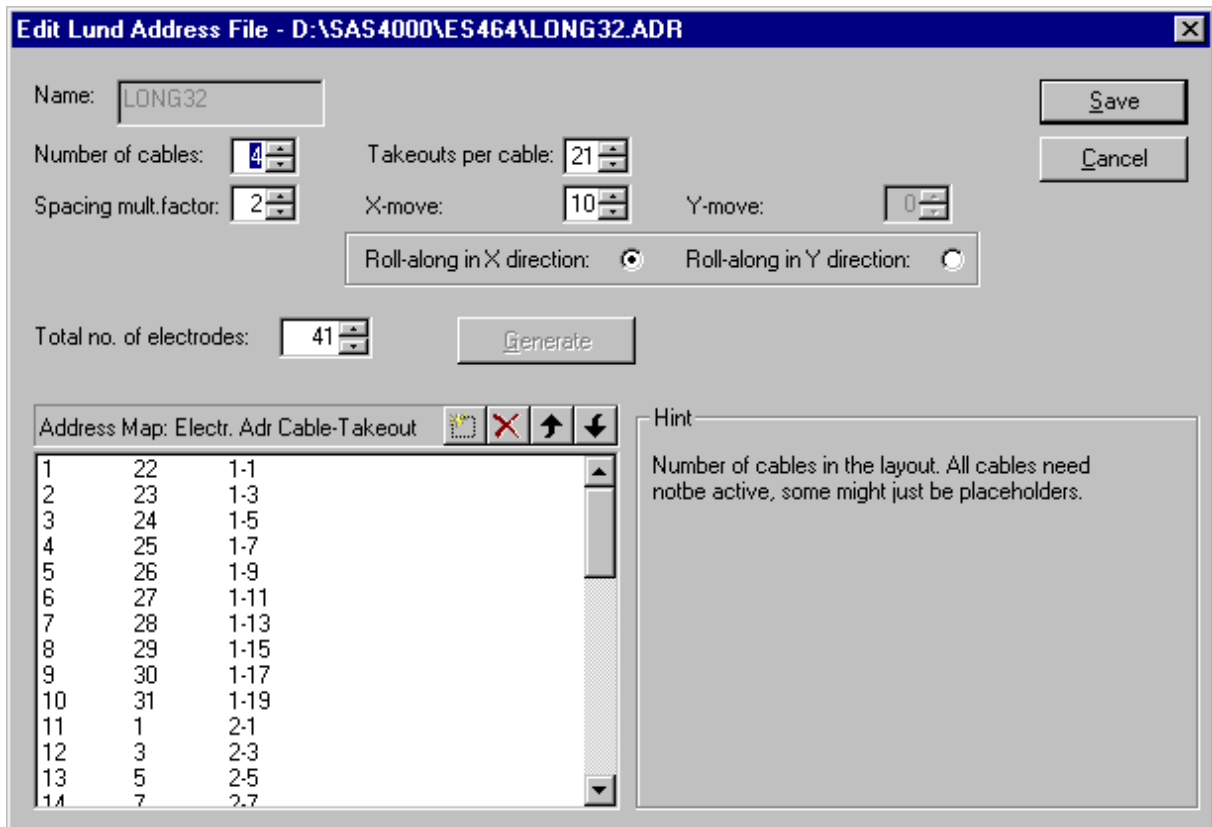 Edit Lund Address File - D:\SAS4000\ES464\LONG32.ADR
Name: LONG32
Save
Number of cables: 4 Takeouts per cable: 21
Cancel
Spacing mult.factor: 2 X-move: 10 Y-move: 0
Roll-along in X direction: Roll-along in Y direction:
Total no. of electrodes: 41 Generate
Address Map: Electr. Adr Cable-Takeout
1 22 1-1
2 23 1-3
3 24 1-5
4 25 1-7
5 26 1-9
6 27 1-11
7 28 1-13
8 29 1-15
9 30 1-17
10 31 1-19
11 1 2-1
12 3 2-3
13 5 2-5
14 7 2-7
Hint
Number of cables in the layout. All cables need
notbe active, some might just be placeholders.